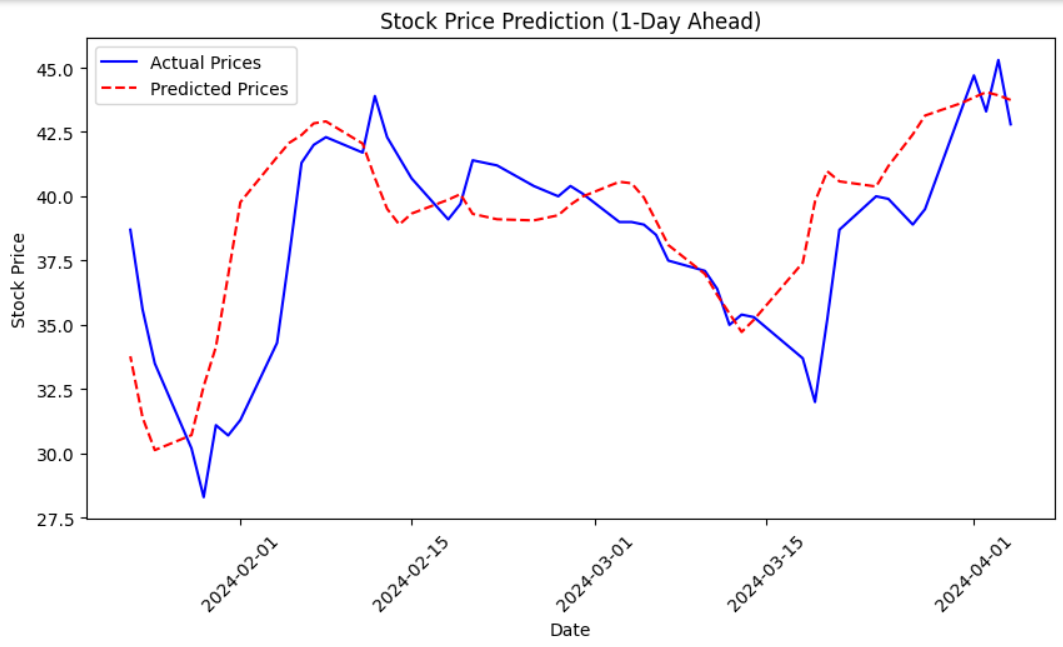 Stock Price Prediction (1-Day Ahead)
Actual Prices
Predicted Prices
45.0
42.5
40.0
37.5
35.0
32.5
30.0
27.5
Stock Price
2024-02-01
2024-02-15
2024-03-01
2024-03-15
2024-04-01
Date